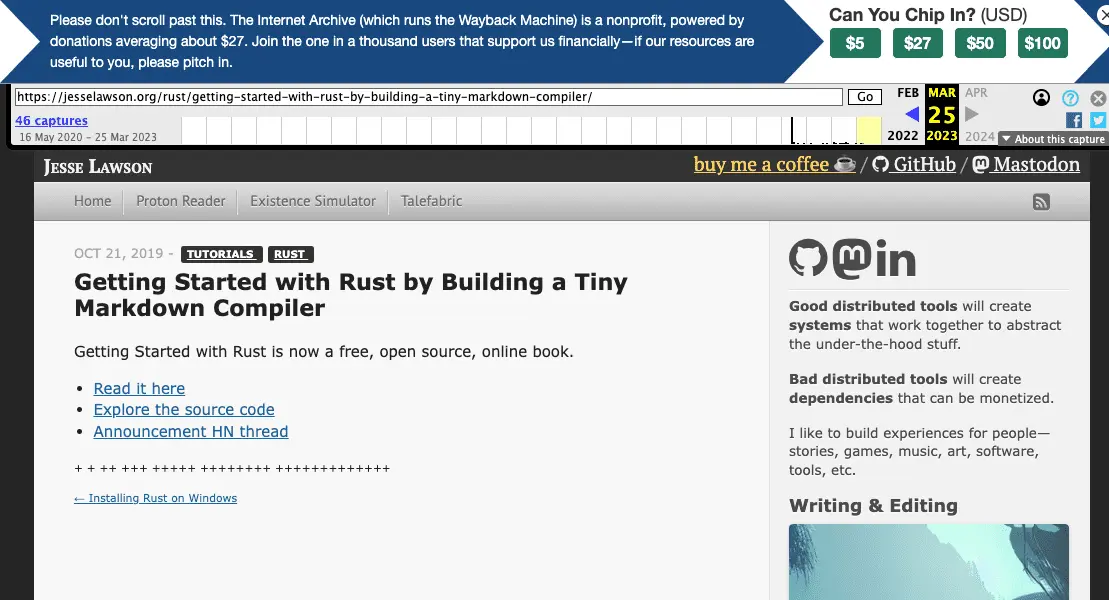 Please don't scroll past this. The Internet Archive (which runs the Wayback Machine) is a nonprofit, powered by
donations averaging about $27. Join the one in a thousand users that support us financially—if our resources are
useful to you, please pitch in.
Can You Chip In? (USD)
$5 $27 $50 $100
https://jesselawson.org/rust/getting-started-with-rust-by-building-a-tiny-markdown-compiler/
Go
46 captures
16 May 2020 – 25 Mar 2023
FEB MAR APR
25
2022 2023 2024
About this capture
Jesse Lawson
buy me a coffee / GitHub / Mastodon
Home Proton Reader Existence Simulator Talefabric
OCT 21, 2019 - TUTORIALS RUST
Getting Started with Rust by Building a Tiny
Markdown Compiler
Getting Started with Rust is now a free, open source, online book.
• Read it here
• Explore the source code
• Announcement HN thread
+ + ++ +++ +++++ ++++++++ +++++++++++++
← Installing Rust on Windows
in
Good distributed tools will create
systems that work together to abstract
the under-the-hood stuff.
Bad distributed tools will create
dependencies that can be monetized.
I like to build experiences for people—
stories, games, music, art, software,
tools, etc.
Writing & Editing